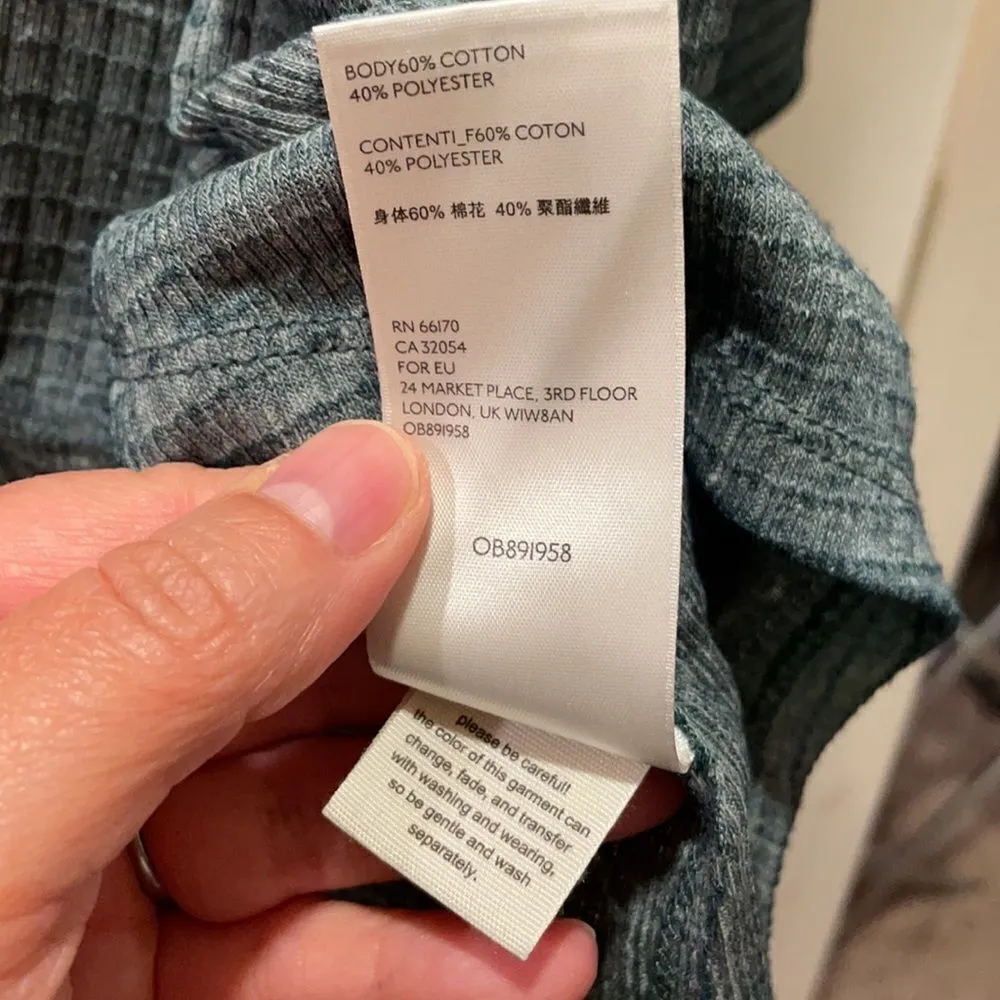 BODY60% COTTON
40% POLYESTER
CONTENTI_F60% COTON
40% POLYESTER
身体60% 棉花 40% 聚酯纖維
RN 66170
CA 32054
FOR EU
24 MARKET PLACE, 3RD FLOOR
LONDON, UK W1W8AN
OB891958
OB891958
please be careful!
the color of this garment can
change, fade, and transfer
with washing and wearing,
so be gentle and wash
separately.